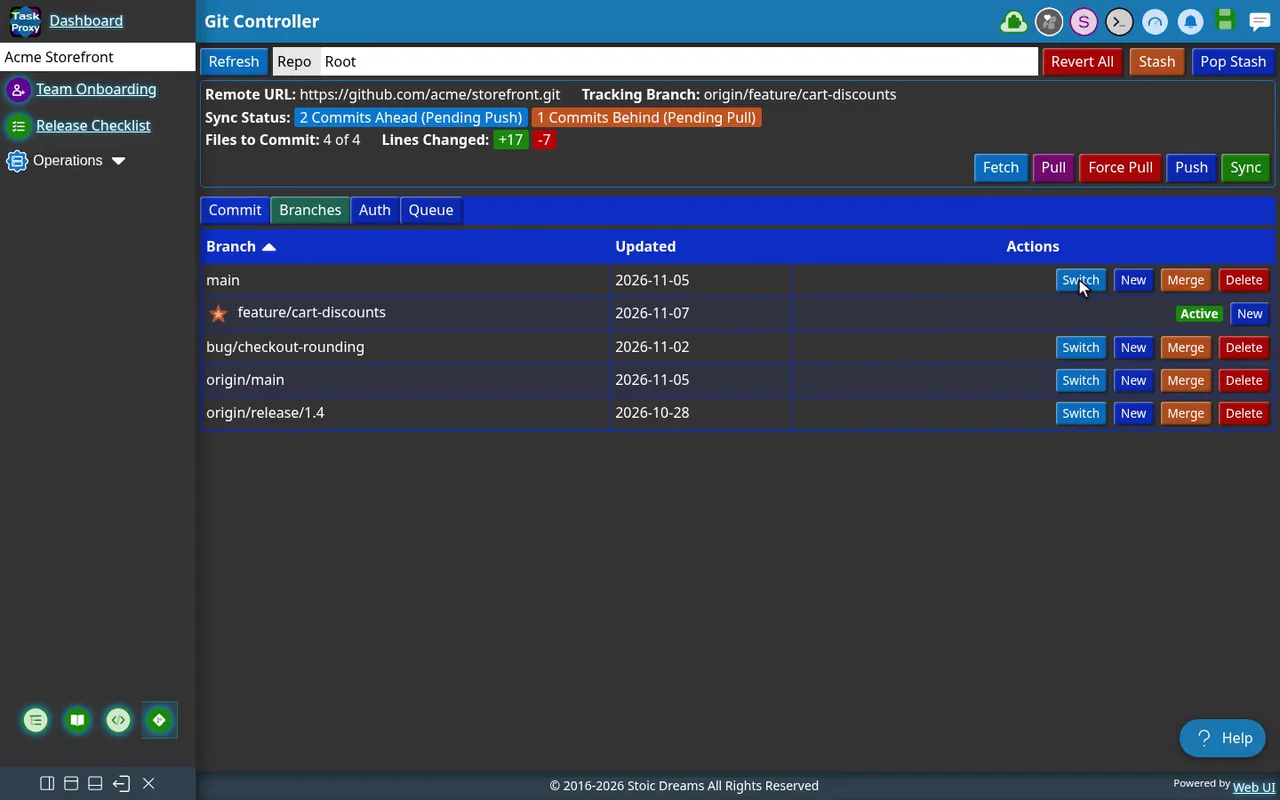 Task Proxy Dashboard Git Controller S
Acme Storefront
Refresh Repo Root Revert All Stash Pop Stash
Team Onboarding
Release Checklist
Operations
Remote URL: https://github.com/acme/storefront.git Tracking Branch: origin/feature/cart-discounts
Sync Status: 2 Commits Ahead (Pending Push) 1 Commits Behind (Pending Pull)
Files to Commit: 4 of 4 Lines Changed: +17 -7
Fetch Pull Force Pull Push Sync
Commit Branches Auth Queue
Branch Updated Actions
main 2026-11-05 Switch New Merge Delete
feature/cart-discounts 2026-11-07 Active New
bug/checkout-rounding 2026-11-02 Switch New Merge Delete
origin/main 2026-11-05 Switch New Merge Delete
origin/release/1.4 2026-10-28 Switch New Merge Delete
? Help
© 2016-2026 Stoic Dreams All Rights Reserved Powered by Web UI